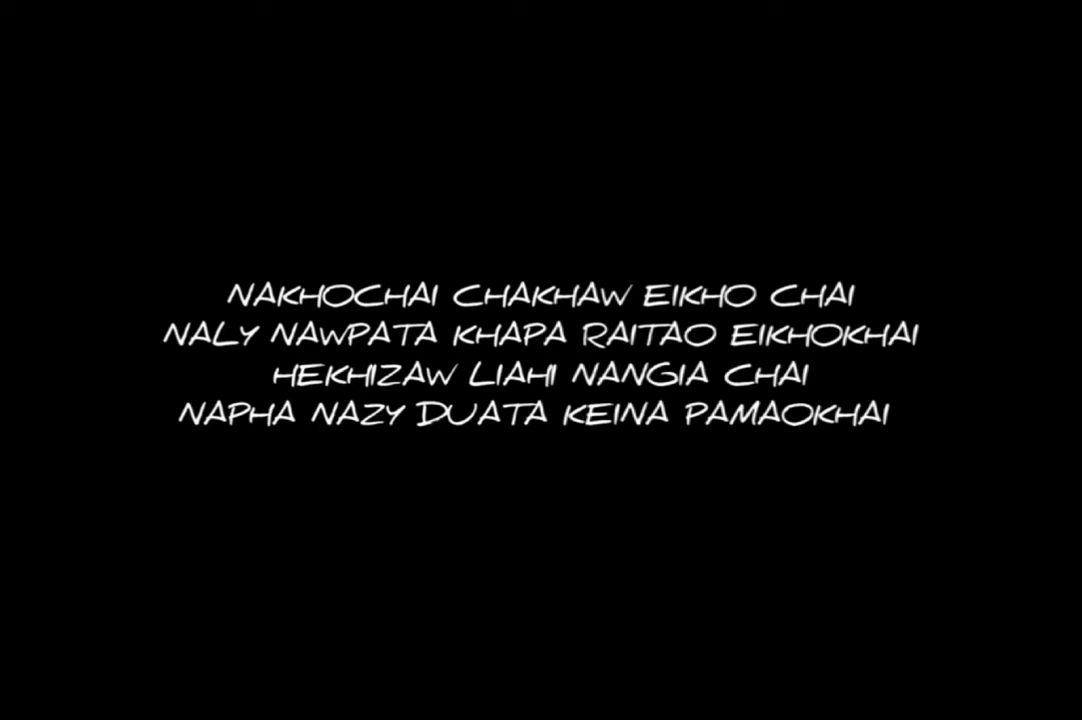 NAKHOCHAI CHAKHAW EIKHO CHAI
NALY NAWPATA KHAPA RAITAO EIKHOKHAI
HEKHIZAW LIAHI NANGIA CHAI
NAPHA NAZY DUATA KEINA PAMAOKHAI